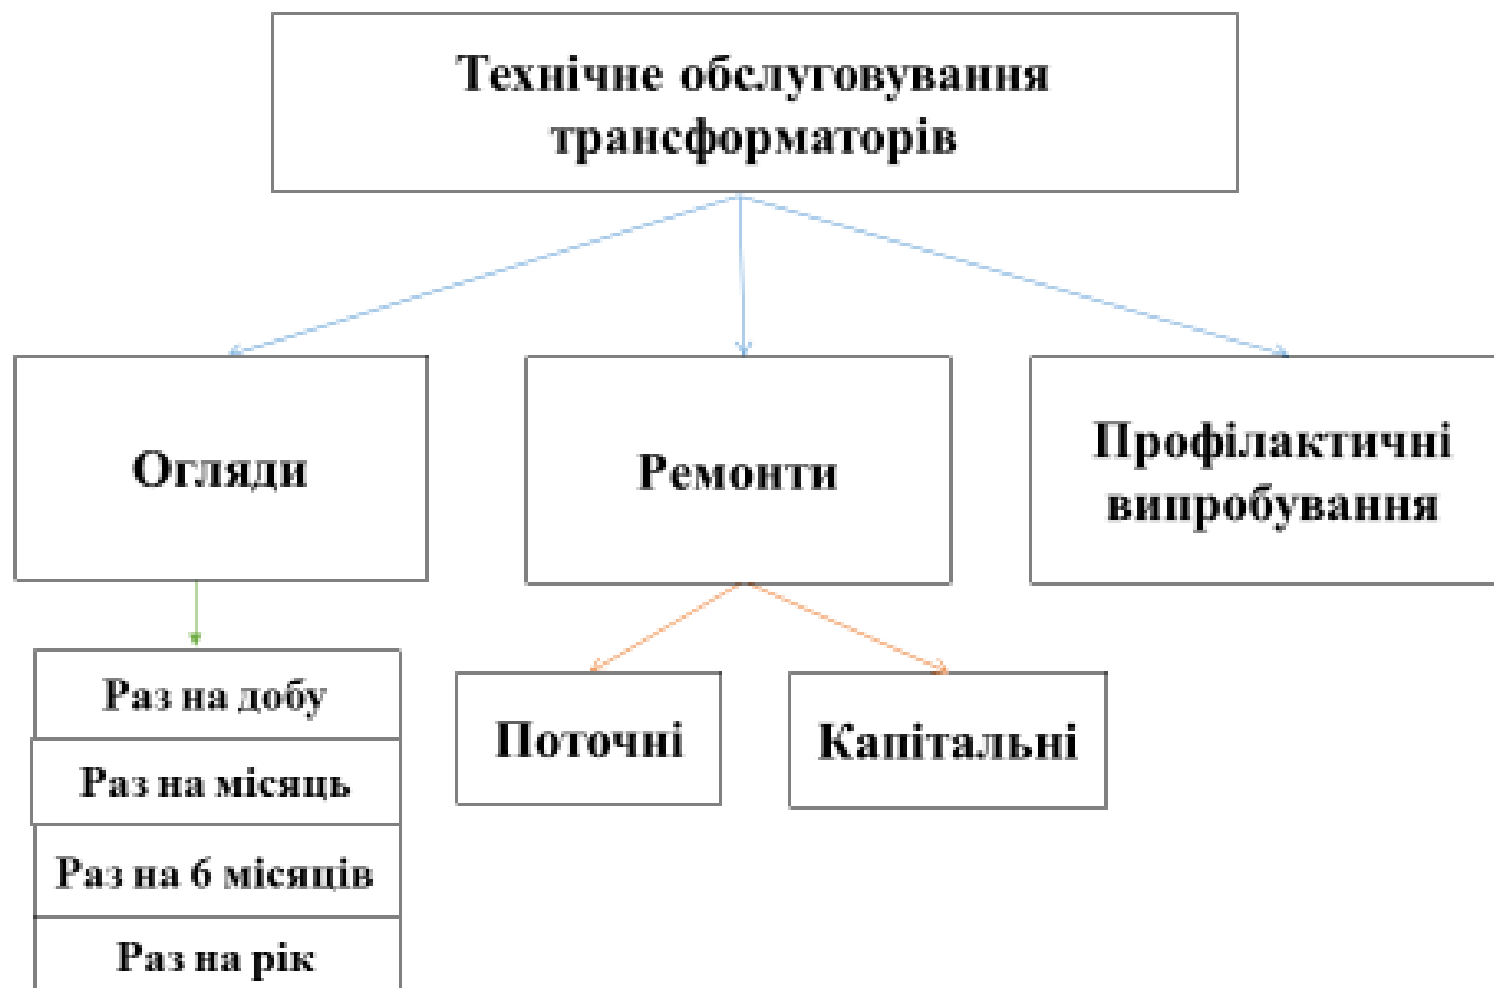 Технічне обслуговування
трансформаторів
Огляди
Ремонти
Профілактичні
випробування
Раз на добу
Раз на місяць
Раз на 6 місяців
Раз на рік
Поточні
Капітальні